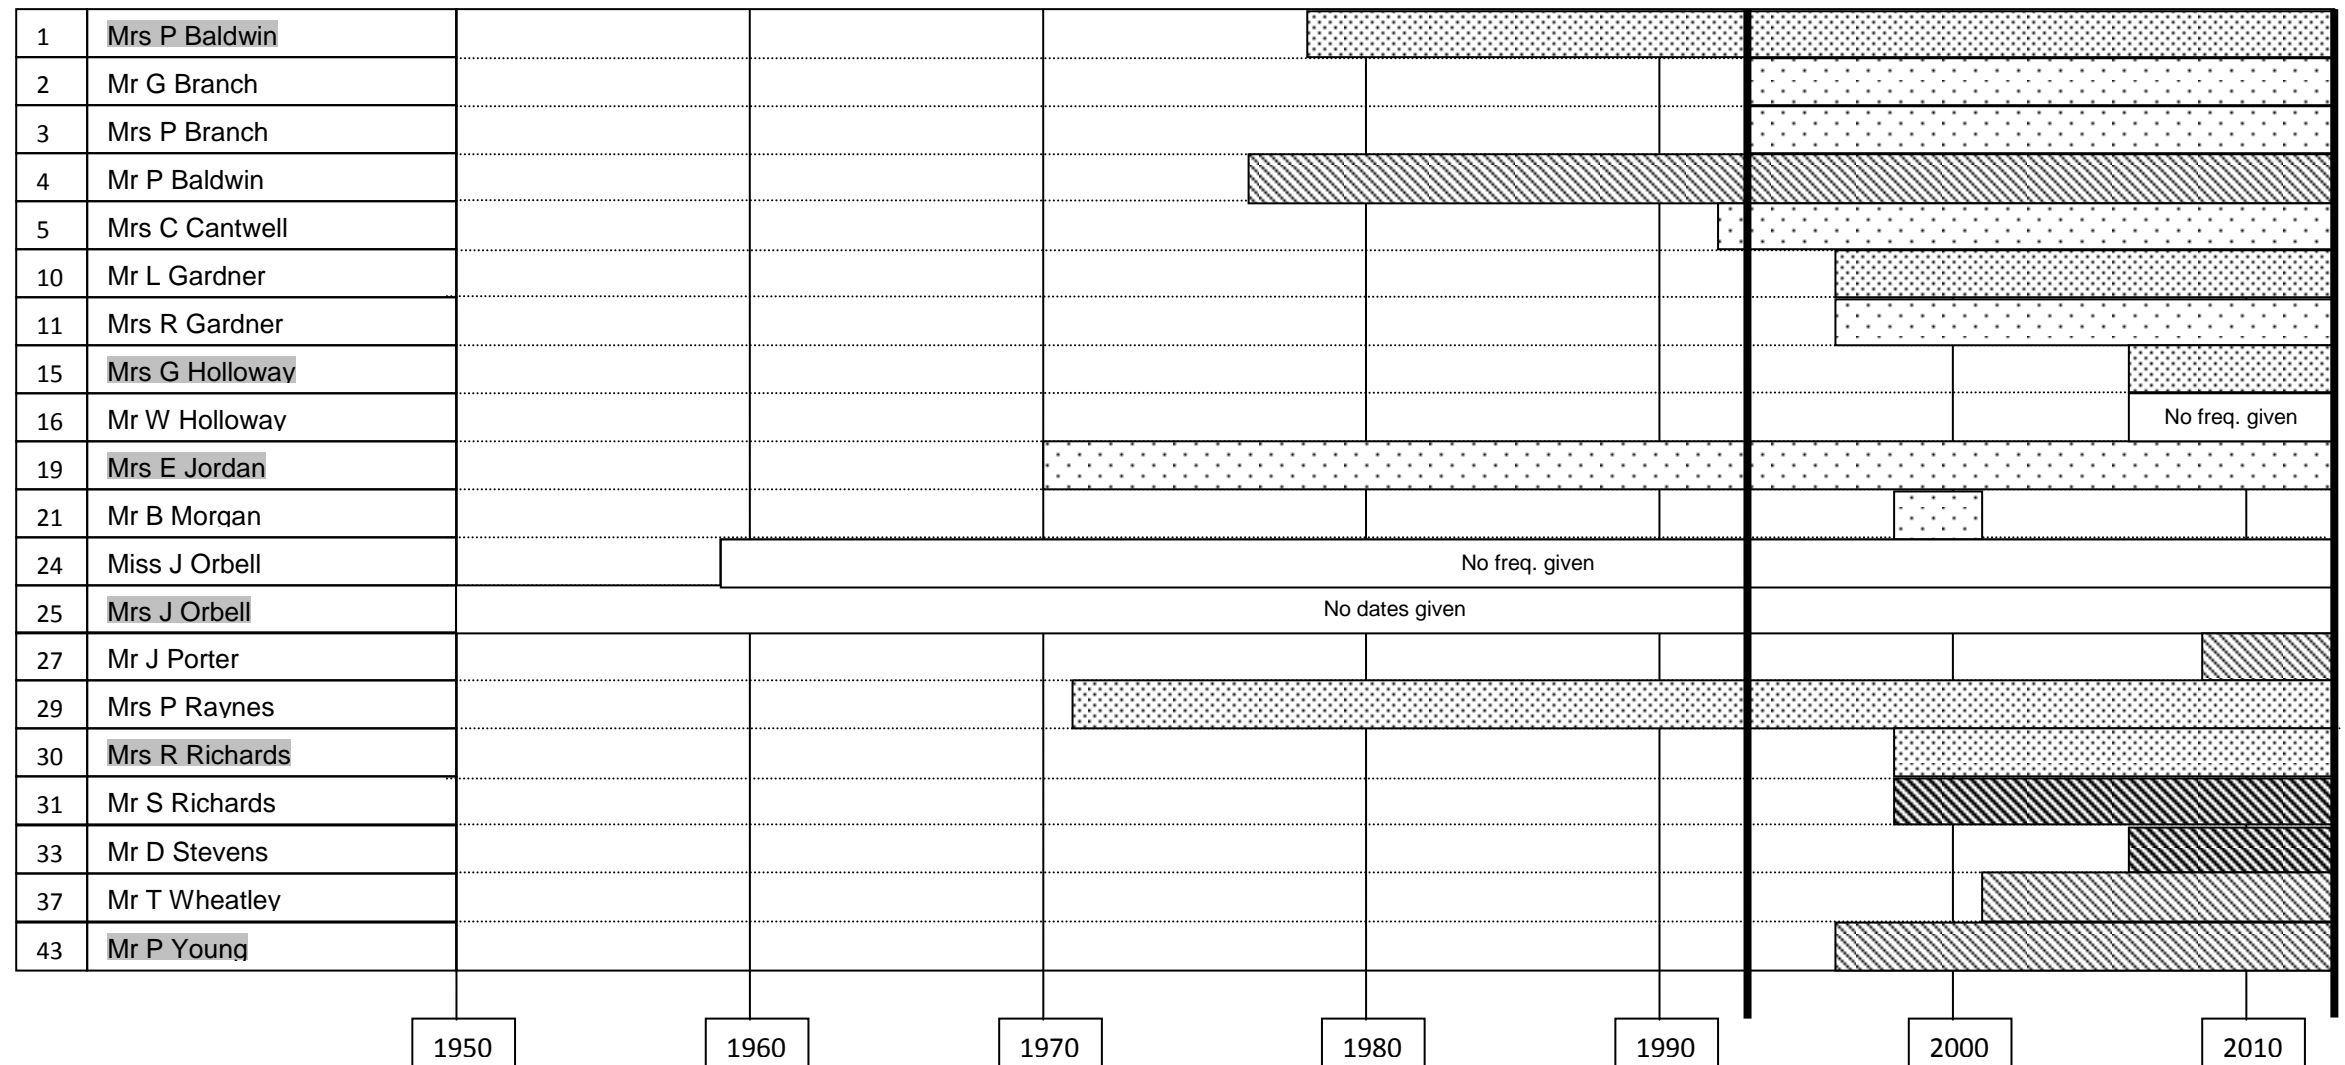 1 Mrs P Baldwin
2 Mr G Branch
3 Mrs P Branch
4 Mr P Baldwin
5 Mrs C Cantwell
10 Mr L Gardner
11 Mrs R Gardner
15 Mrs G Holloway
16 Mr W Holloway No freq. given
19 Mrs E Jordan
21 Mr B Morgan
24 Miss J Orbell No freq. given
25 Mrs J Orbell No dates given
27 Mr J Porter
29 Mrs P Raynes
30 Mrs R Richards
31 Mr S Richards
33 Mr D Stevens
37 Mr T Wheatley
43 Mr P Young
1950 1960 1970 1980 1990 2000 2010